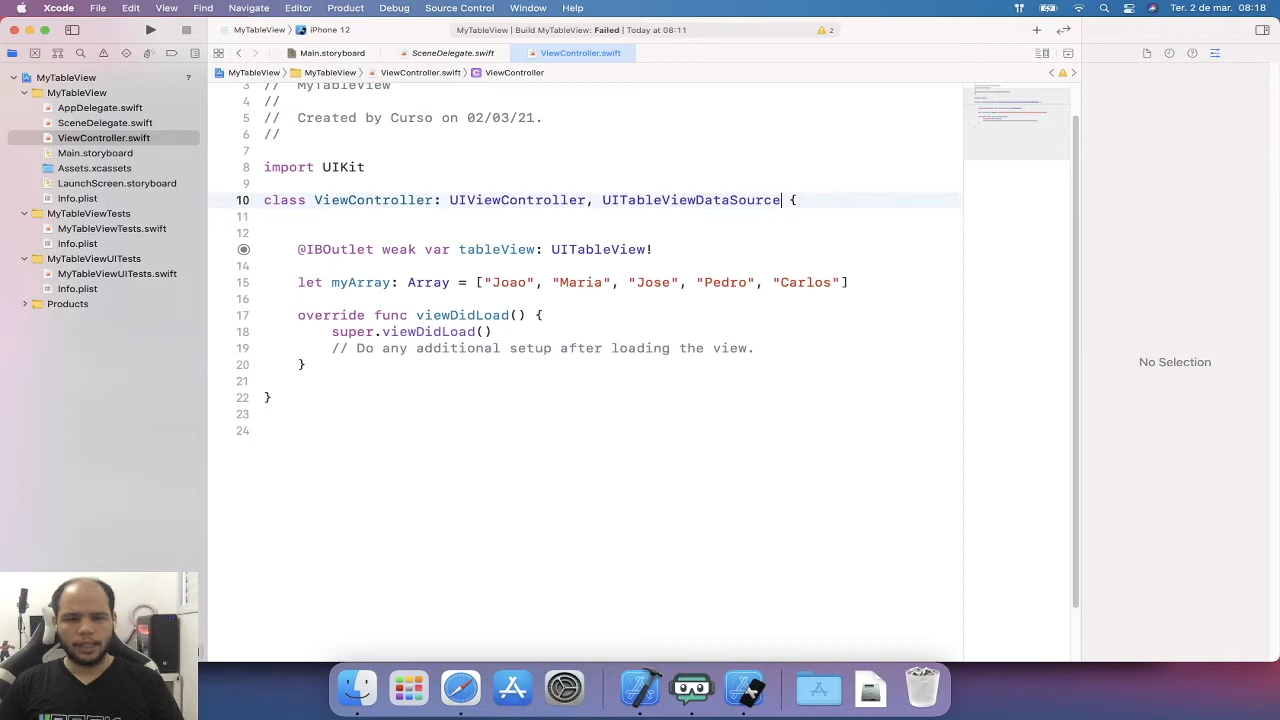 Xcode File Edit View Find Navigate Editor Product Debug Source Control Window Help Ter. 2 de mar. 08:18
MyTableView iPhone 12 MyTableView | Build MyTableView: Failed | Today at 08:11 2
Main.storyboard SceneDelegate.swift ViewController.swift
MyTableView MyTableView ViewController.swift ViewController
MyTableView ?
MyTableView
AppDelegate.swift
SceneDelegate.swift
ViewController.swift
Main.storyboard
Assets.xcassets
LaunchScreen.storyboard
Info.plist
MyTableViewTests
MyTableViewTests.swift
Info.plist
MyTableViewUITests
MyTableViewUITests.swift
Info.plist
Products
3 // MyTableView
4 //
5 // Created by Curso on 02/03/21.
6 //
7
8 import UIKit
9
10 class ViewController: UIViewController, UITableViewDataSource {
11
12
@IBOutlet weak var tableView: UITableView!
14
15 let myArray: Array = ["Joao", "Maria", "Jose", "Pedro", "Carlos"]
16
17 override func viewDidLoad() {
18 super.viewDidLoad()
19 // Do any additional setup after loading the view.
20 }
21
22 }
23
24
No Selection